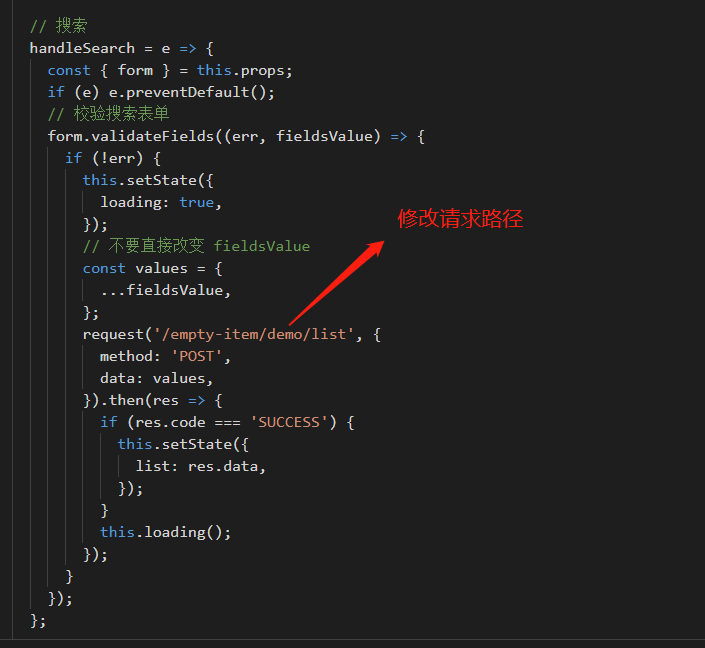 // 搜索
handleSearch = e => {
const { form } = this.props;
if (e) e.preventDefault();
// 校验搜索表单
form.validateFields((err, fieldsValue) => {
if (!err) {
this.setState({
loading: true,
修改请求路径
});
// 不要直接改变 fieldsValue
const values = {
...fieldsValue,
};
request('/empty-item/demo/list', {
method: 'POST',
data: values,
}).then(res => {
if (res.code === 'SUCCESS') {
this.setState({
list: res.data,
});
}
this.loading();
});
}
});
};